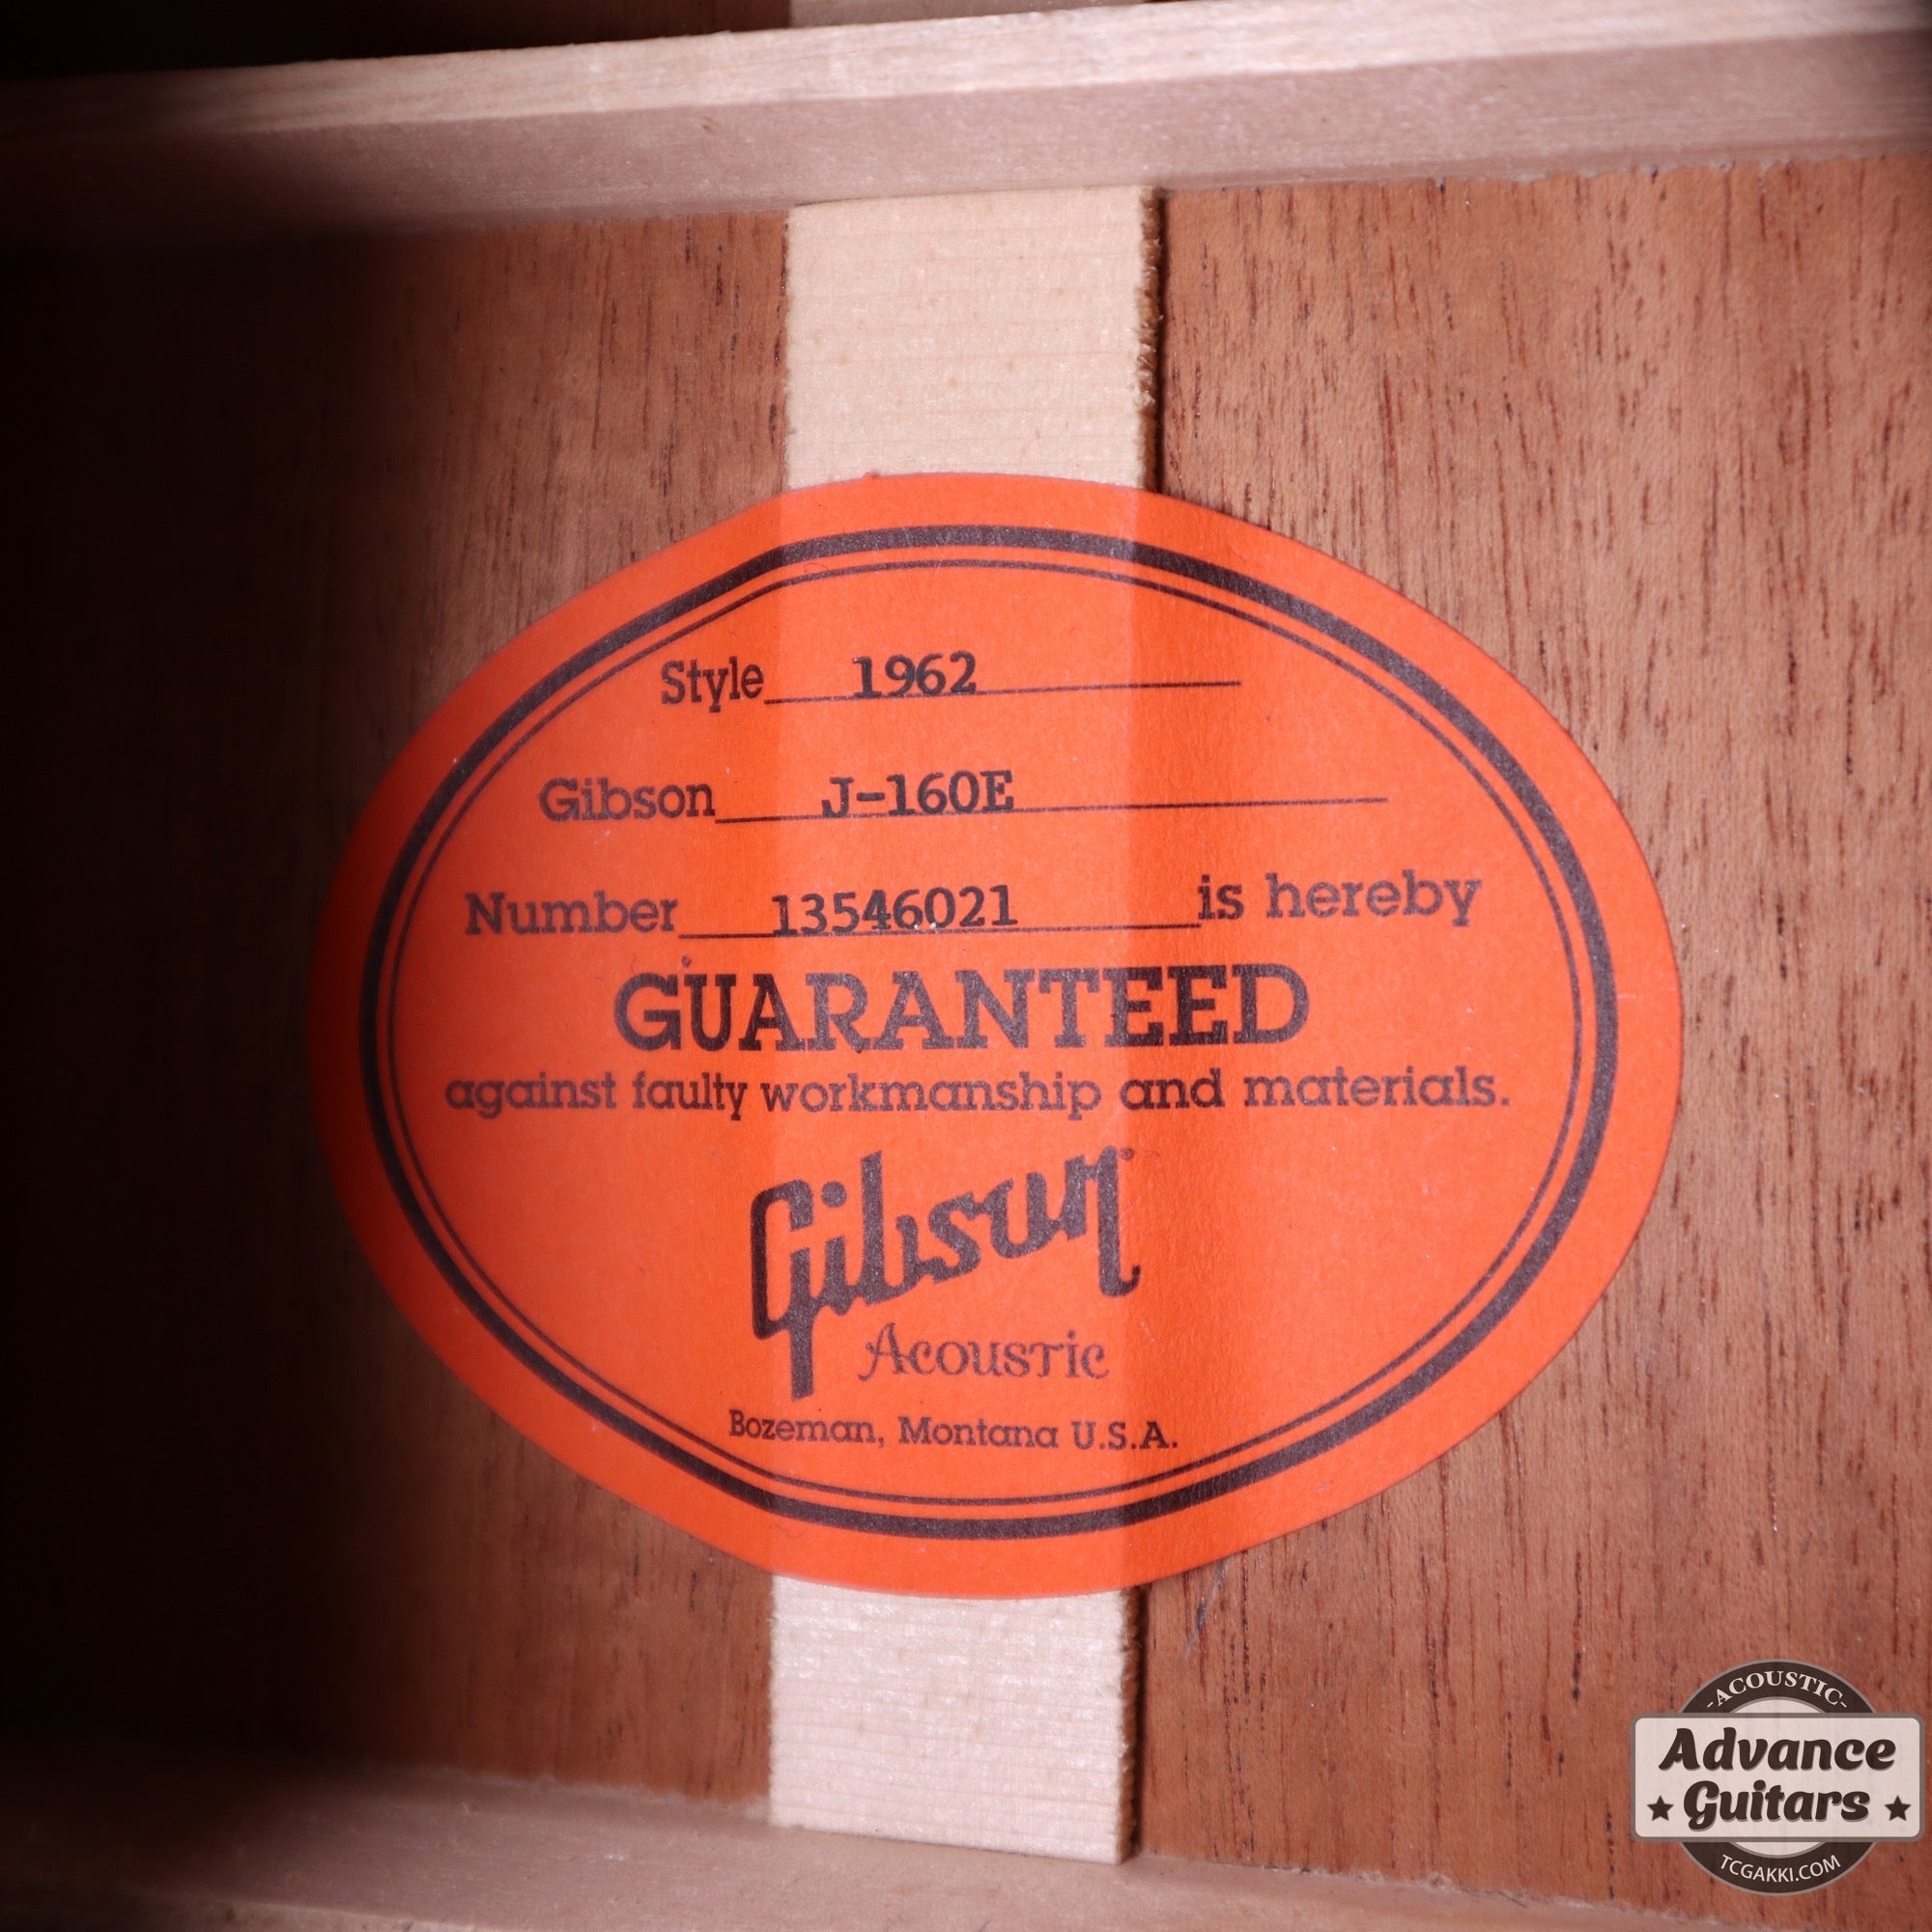 Style 1962
Gibson J-160E
Number 13546021 is hereby
GUARANTEED
against faulty workmanship and materials.
Gibson
Acoustic
Bozeman, Montana U.S.A.
-ACOUSTIC-
Advance
Guitars
TCGAKKI.COM